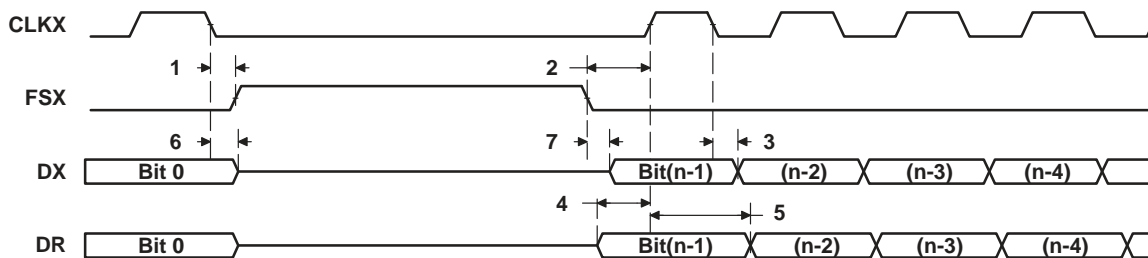 CLKX
1 2
FSX
6 7 3
DX Bit 0 Bit(n-1) (n-2) (n-3) (n-4)
4 5
DR Bit 0 Bit(n-1) (n-2) (n-3) (n-4)